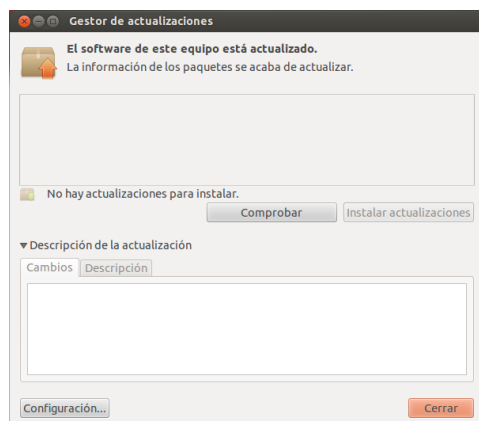 Gestor de actualizaciones
El software de este equipo está actualizado.
La información de los paquetes se acaba de actualizar.
No hay actualizaciones para instalar.
Comprobar
Instalar actualizaciones
Descripción de la actualización
Cambios
Descripción
Configuración...
Cerrar